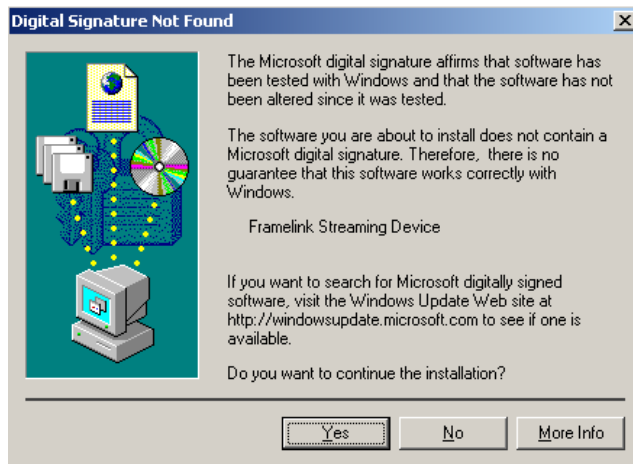 Digital Signature Not Found
The Microsoft digital signature affirms that software has
been tested with Windows and that the software has not
been altered since it was tested.
The software you are about to install does not contain a
Microsoft digital signature. Therefore, there is no
guarantee that this software works correctly with
Windows.
Framelink Streaming Device
If you want to search for Microsoft digitally signed
software, visit the Windows Update Web site at
http://windowsupdate.microsoft.com to see if one is
available.
Do you want to continue the installation?
Yes No More Info